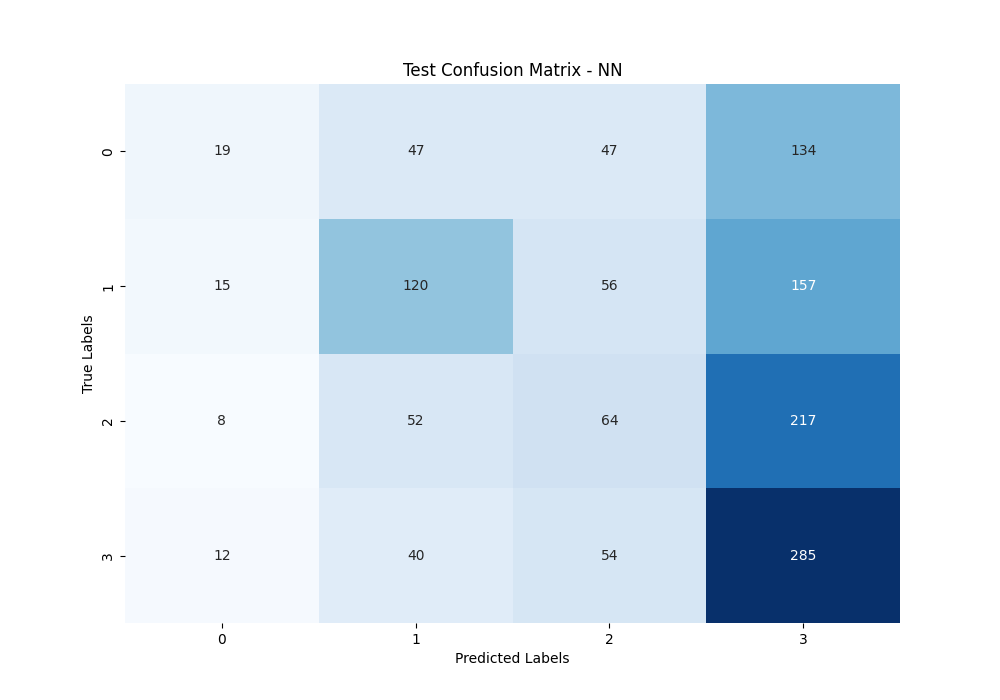 Test Confusion Matrix - NN
True Labels
0 19 47 47 134
1 15 120 56 157
2 8 52 64 217
3 12 40 54 285
0 1 2 3
Predicted Labels